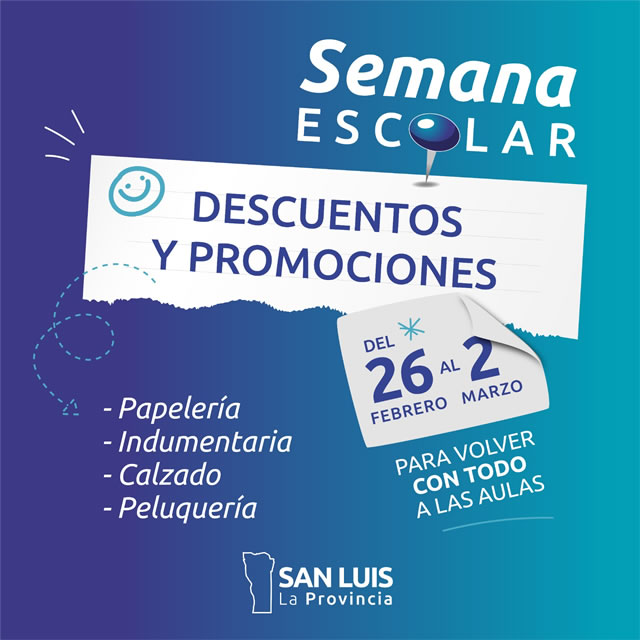 Semana
ESCOLAR
DESCUENTOS
Y PROMOCIONES
DEL 26 AL 2
FEBRERO MARZO
- Papelería
- Indumentaria
- Calzado
- Peluquería
PARA VOLVER
CON TODO
A LAS AULAS
SAN LUIS
La Provincia